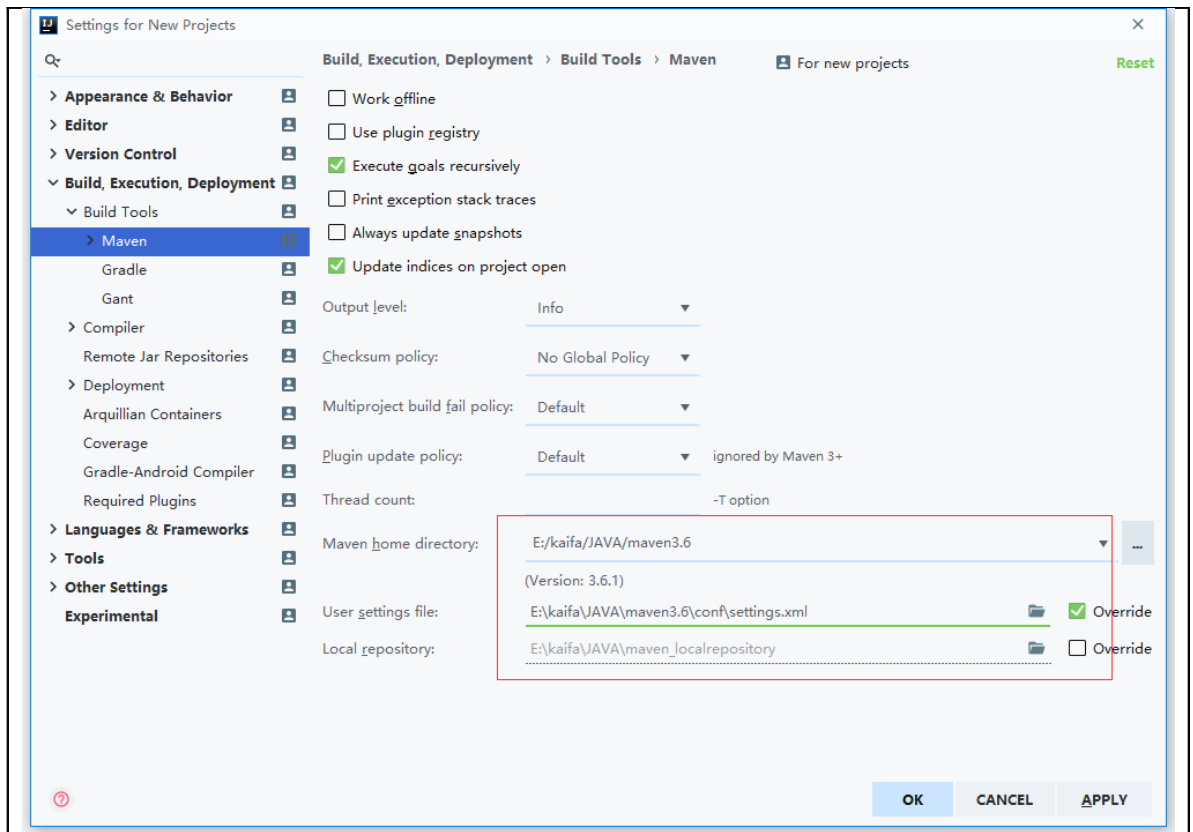 Settings for New Projects
Appearance & Behavior
Editor
Version Control
Build, Execution, Deployment
Build Tools
Maven
Gradle
Gant
Compiler
Remote Jar Repositories
Deployment
Arquillian Containers
Coverage
Gradle-Android Compiler
Required Plugins
Languages & Frameworks
Tools
Other Settings
Experimental
Build, Execution, Deployment › Build Tools › Maven For new projects Reset
Work offline
Use plugin registry
Execute goals recursively
Print exception stack traces
Always update snapshots
Update indices on project open
Output level: Info
Checksum policy: No Global Policy
Multiproject build fail policy: Default
Plugin update policy: Default ignored by Maven 3+
Thread count: -T option
Maven home directory: E:/kaifa/JAVA/maven3.6 ...
(Version: 3.6.1)
User settings file: E:\kaifa\JAVA\maven3.6\conf\settings.xml Override
Local repository: E:\kaifa\JAVA\maven_localrepository Override
? OK CANCEL APPLY